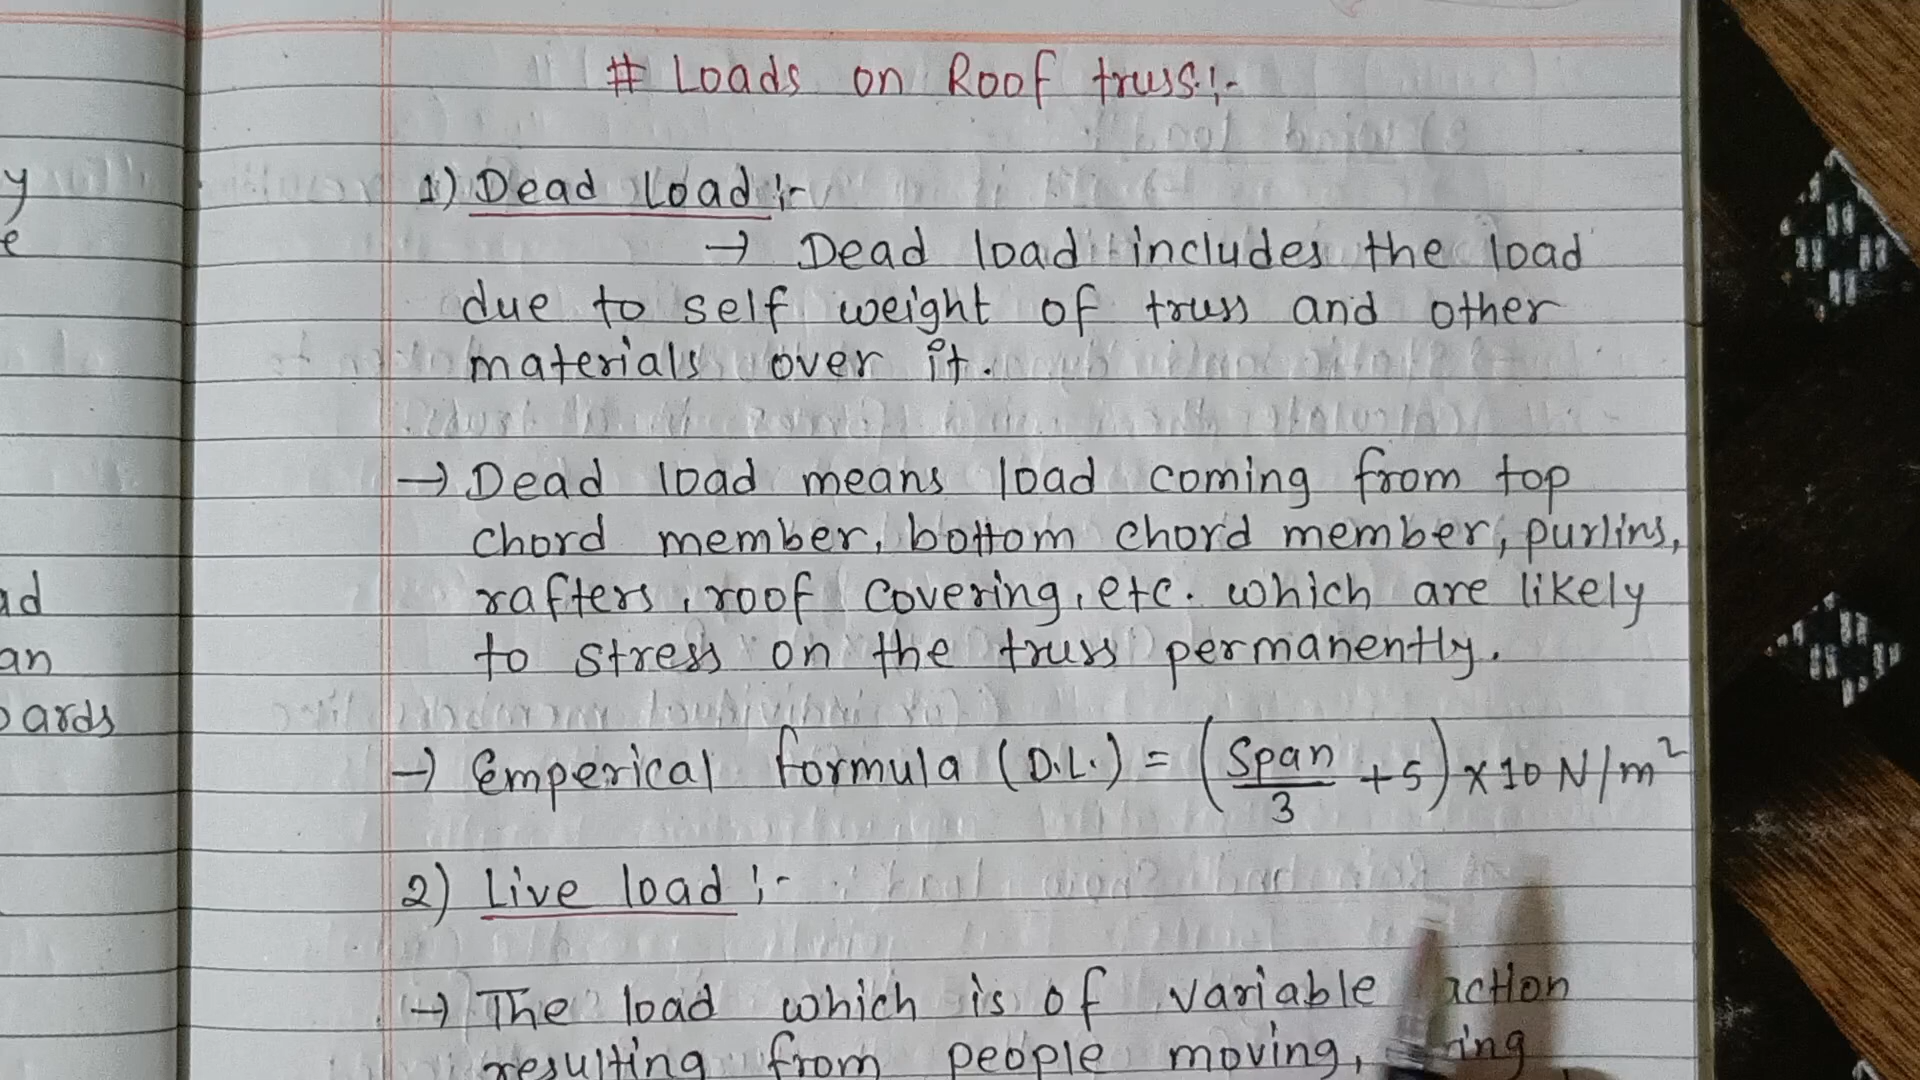 # Loads on Roof truss:-
1) Dead Load :-
→ Dead load includes the load
due to self weight of truss and other
materials over it.
→ Dead load means load coming from top
chord member, bottom chord member, purlins,
rafters, roof covering, etc. which are likely
to stress on the truss permanently.
→ Emperical formula (D.L.) = (Span/3 + 5) × 10 N/m²
2) Live load :-
→ The load which is of variable action
resulting from people moving,
y
e
ad
an
oards